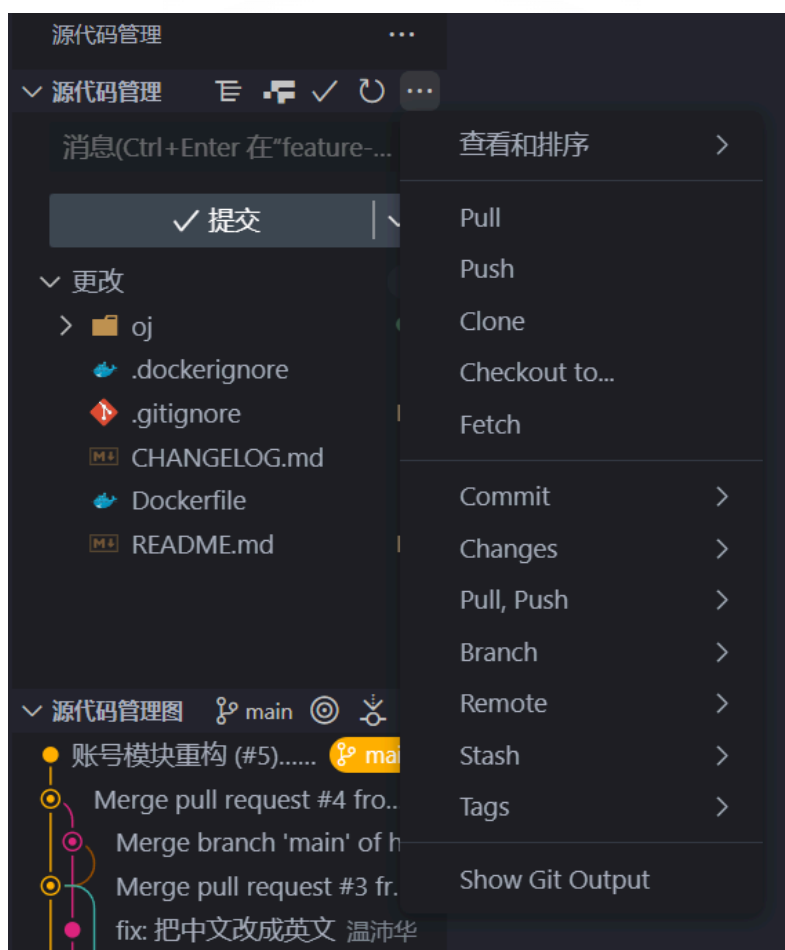 源代码管理
源代码管理
消息(Ctrl+Enter 在“feature-...
提交
更改
oj
.dockerignore
.gitignore
CHANGELOG.md
Dockerfile
README.md
源代码管理图 main
账号模块重构 (#5)...... mai
Merge pull request #4 fro...
Merge branch 'main' of h
Merge pull request #3 fr.
fix: 把中文改成英文 温沛华
查看和排序
Pull
Push
Clone
Checkout to...
Fetch
Commit
Changes
Pull, Push
Branch
Remote
Stash
Tags
Show Git Output